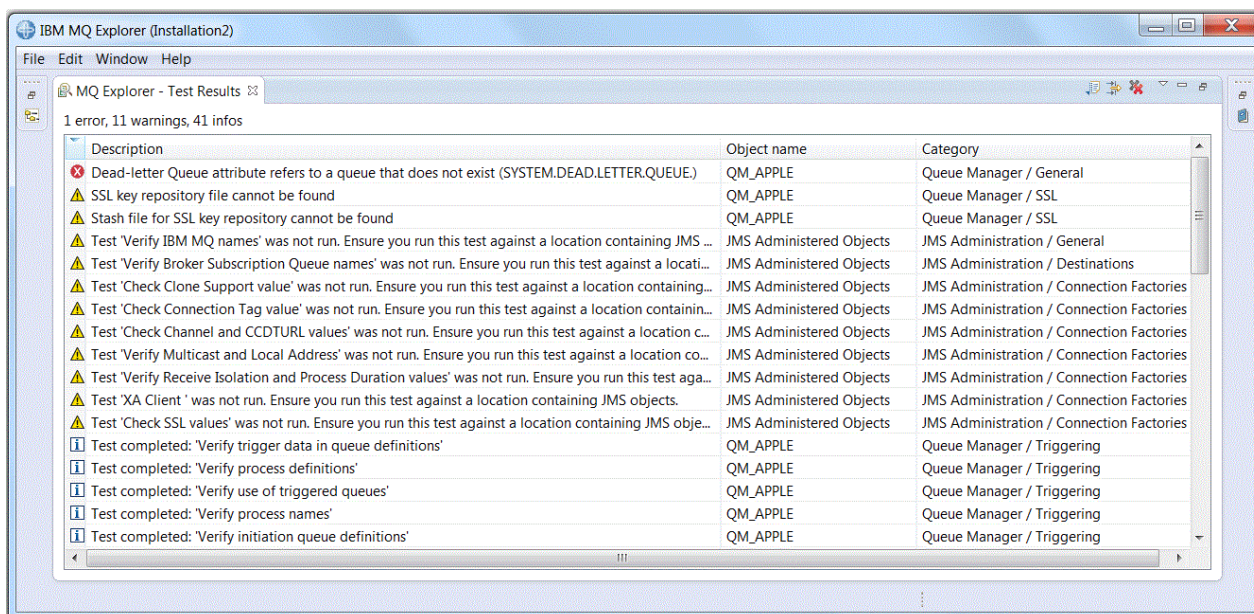 IBM MQ Explorer (Installation2)
File Edit Window Help
MQ Explorer - Test Results
1 error, 11 warnings, 41 infos
Description Object name Category
Dead-letter Queue attribute refers to a queue that does not exist (SYSTEM.DEAD.LETTER.QUEUE.) QM_APPLE Queue Manager / General
SSL key repository file cannot be found QM_APPLE Queue Manager / SSL
Stash file for SSL key repository cannot be found QM_APPLE Queue Manager / SSL
Test 'Verify IBM MQ names' was not run. Ensure you run this test against a location containing JMS ... JMS Administered Objects JMS Administration / General
Test 'Verify Broker Subscription Queue names' was not run. Ensure you run this test against a locati... JMS Administered Objects JMS Administration / Destinations
Test 'Check Clone Support value' was not run. Ensure you run this test against a location containing... JMS Administered Objects JMS Administration / Connection Factories
Test 'Check Connection Tag value' was not run. Ensure you run this test against a location containin... JMS Administered Objects JMS Administration / Connection Factories
Test 'Check Channel and CCDTURL values' was not run. Ensure you run this test against a location c... JMS Administered Objects JMS Administration / Connection Factories
Test 'Verify Multicast and Local Address' was not run. Ensure you run this test against a location co... JMS Administered Objects JMS Administration / Connection Factories
Test 'Verify Receive Isolation and Process Duration values' was not run. Ensure you run this test aga... JMS Administered Objects JMS Administration / Connection Factories
Test 'XA Client ' was not run. Ensure you run this test against a location containing JMS objects. JMS Administered Objects JMS Administration / Connection Factories
Test 'Check SSL values' was not run. Ensure you run this test against a location containing JMS obje... JMS Administered Objects JMS Administration / Connection Factories
Test completed: 'Verify trigger data in queue definitions' QM_APPLE Queue Manager / Triggering
Test completed: 'Verify process definitions' QM_APPLE Queue Manager / Triggering
Test completed: 'Verify use of triggered queues' QM_APPLE Queue Manager / Triggering
Test completed: 'Verify process names' QM_APPLE Queue Manager / Triggering
Test completed: 'Verify initiation queue definitions' QM_APPLE Queue Manager / Triggering